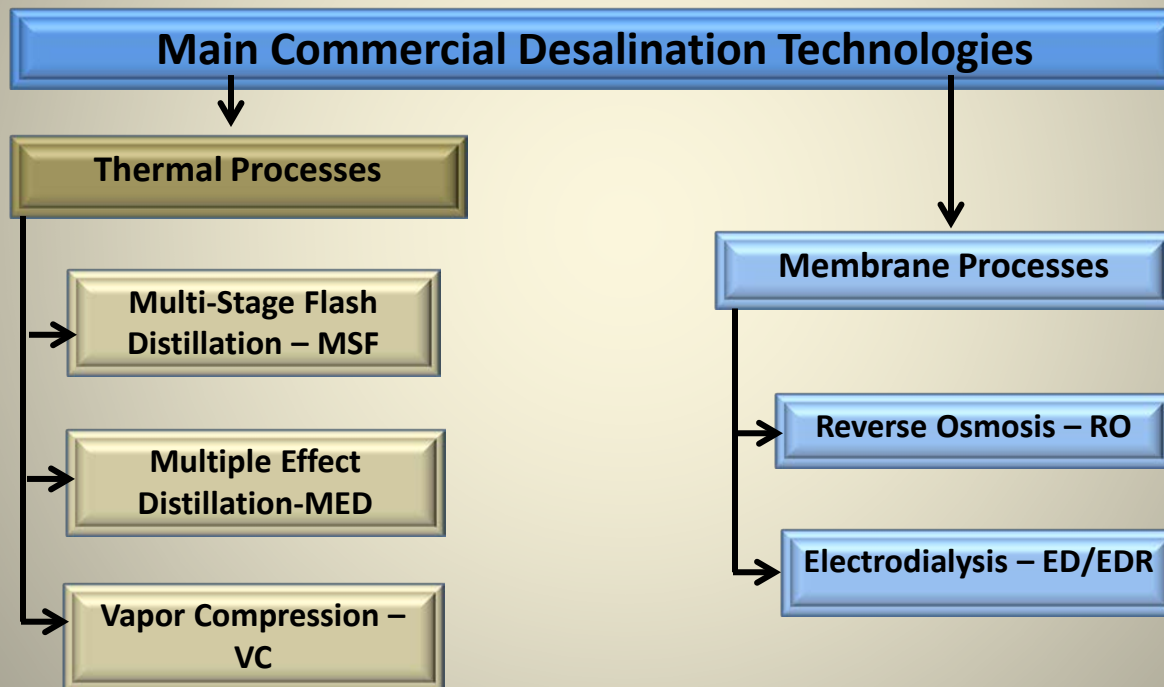 Main Commercial Desalination Technologies
Thermal Processes
Multi-Stage Flash
Distillation – MSF
Multiple Effect
Distillation-MED
Vapor Compression –
VC
Membrane Processes
Reverse Osmosis – RO
Electrodialysis – ED/EDR